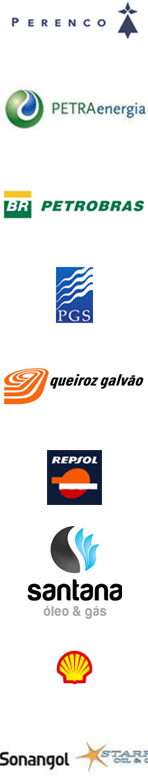 PERENCO
PETRAenergia
BR PETROBRAS
PGS
queiroz galvão
REPSOL
santana
óleo & gás
Sonangol